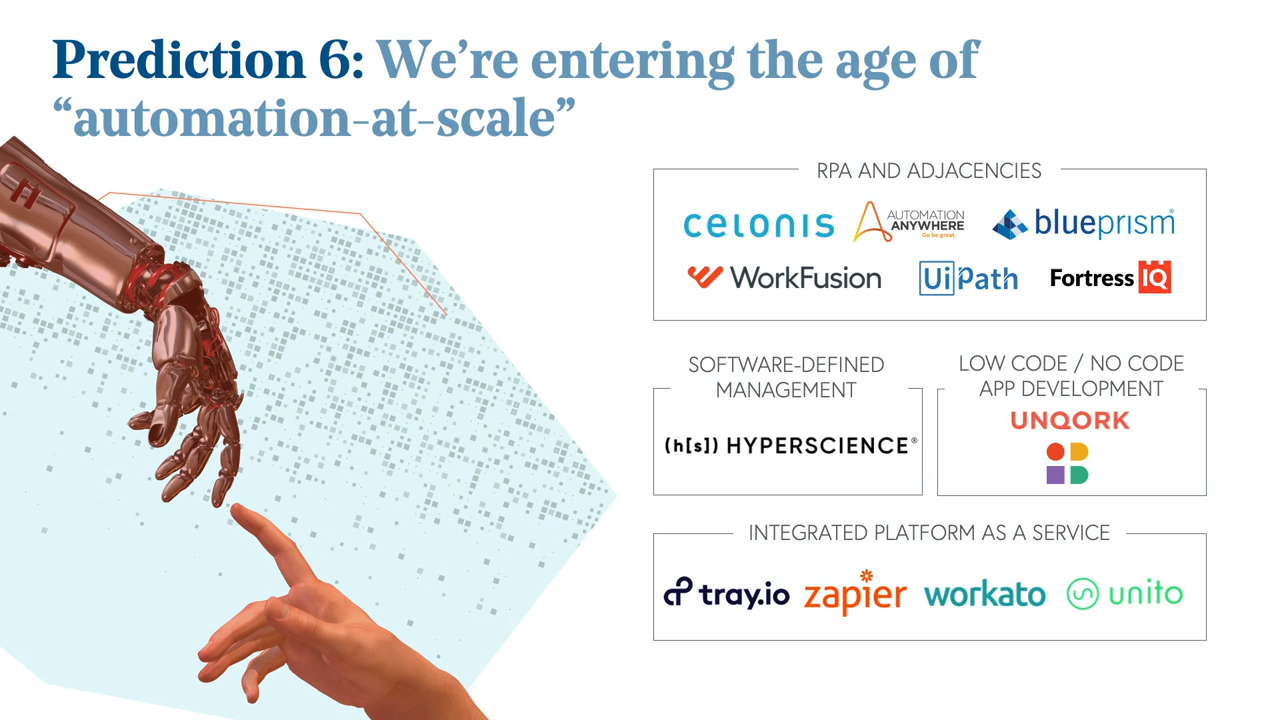 Prediction 6: We’re entering the age of
“automation-at-scale”
RPA AND ADJACENCIES
celonis
AUTOMATION
ANYWHERE
Go be great.
blueprism®
WorkFusion
UiPath
Fortress IQ
SOFTWARE-DEFINED
MANAGEMENT
(h[s]) HYPERSCIENCE®
LOW CODE / NO CODE
APP DEVELOPMENT
UNQORK
INTEGRATED PLATFORM AS A SERVICE
tray.io
zapier
workato
unito